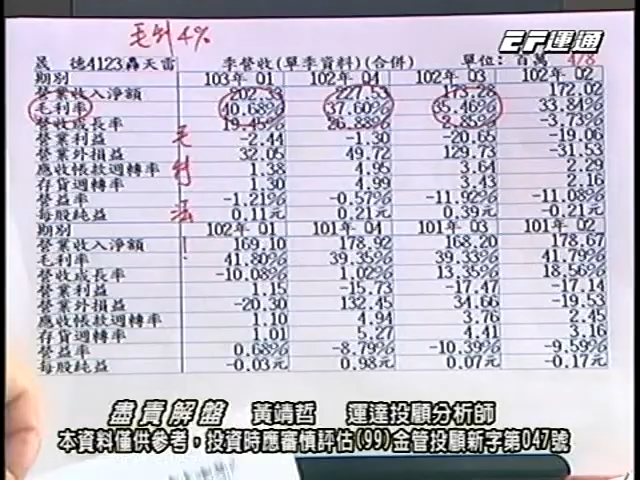 毛利4%
EF運通
晟 德4123轟天雷 季營收(單季資料)(合併) 單位:百萬 4/8
期別 103年 01 102年 04 102年 03 102年 02
營業收入淨額 202.33 227.53 173.28 172.02
毛利率 40.68% 37.60% 35.46% 33.84%
營收成長率 19.45% 26.88% 2.85% -3.73%
營業利益 -2.44 -1.30 -20.65 -19.06
營業外損益 32.05 49.72 129.73 -31.53
應收帳款週轉率 1.38 4.95 3.64 2.29
存貨週轉率 1.30 4.99 3.43 2.16
營益率 -1.21% -0.57% -11.92% -11.08%
每股純益 0.11元 0.21元 0.39元 -0.21元
毛利法
期別 102年 01 101年 04 101年 03 101年 02
營業收入淨額 169.10 178.92 168.20 178.67
毛利率 41.80% 39.35% 39.33% 41.79%
營收成長率 -10.08% 1.02% 13.35% 18.56%
營業利益 1.15 -15.73 -17.47 -17.14
營業外損益 -20.30 132.45 34.66 -19.53
應收帳款週轉率 1.10 4.94 3.76 2.45
存貨週轉率 1.01 5.27 4.41 3.16
營益率 0.68% -8.79% -10.39% -9.59%
每股純益 -0.03元 0.98元 0.07元 -0.17元
盡責解盤 黃靖哲 運達投顧分析師
本資料僅供參考,投資時應審慎評估(99)金管投顧新字第047號